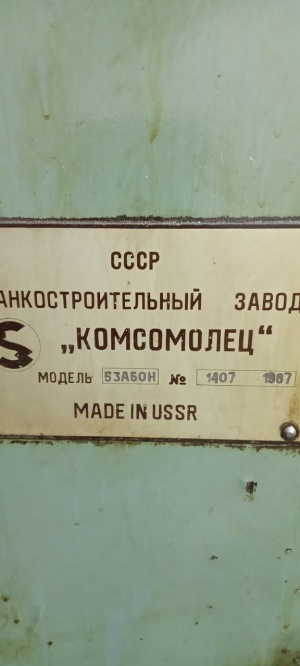 СССР
АНКОСТРОИТЕЛЬНЫЙ ЗАВОД
S „КОМСОМОЛЕЦ“
МОДЕЛЬ 53А50Н № 1407 1987
MADE IN USSR